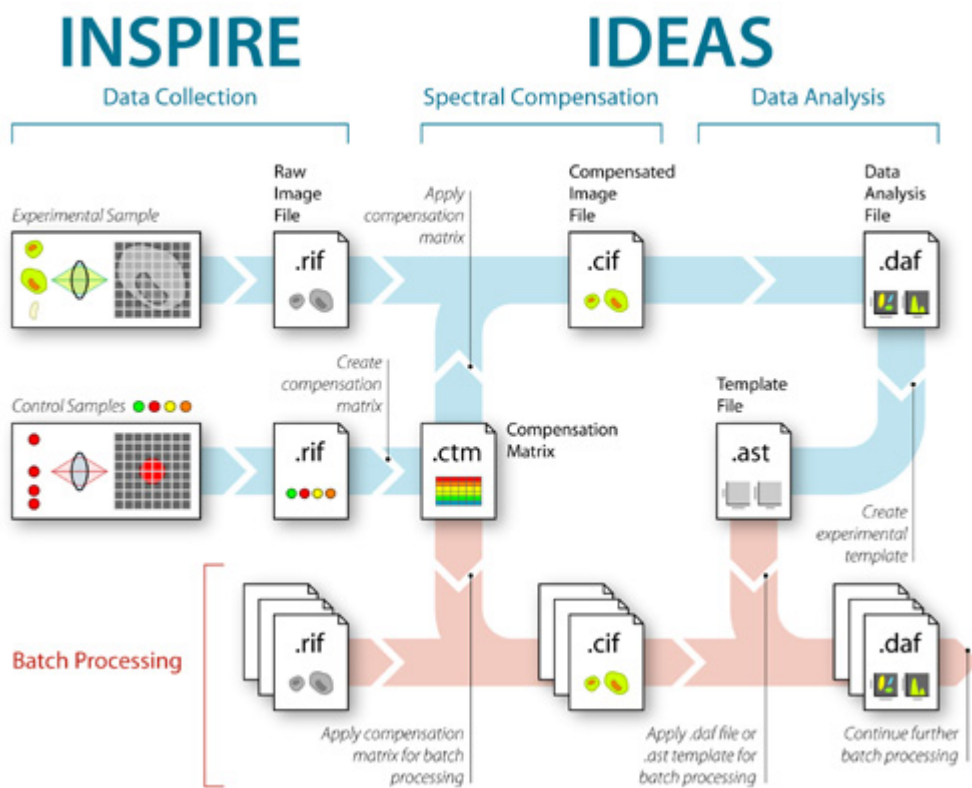 INSPIRE
IDEAS
Data Collection
Spectral Compensation
Data Analysis
Raw
Image
File
Apply
compensation
matrix
Compensated
Image
File
Data
Analysis
File
Experimental Sample
.rif
.cif
.daf
Create
compensation
matrix
Template
File
Control Samples
.rif
.ctm
Compensation
Matrix
.ast
Create
experimental
template
Batch Processing
.rif
.cif
.daf
Apply compensation
matrix for batch
processing
Apply .daf file or
.ast template for
batch processing
Continue further
batch processing